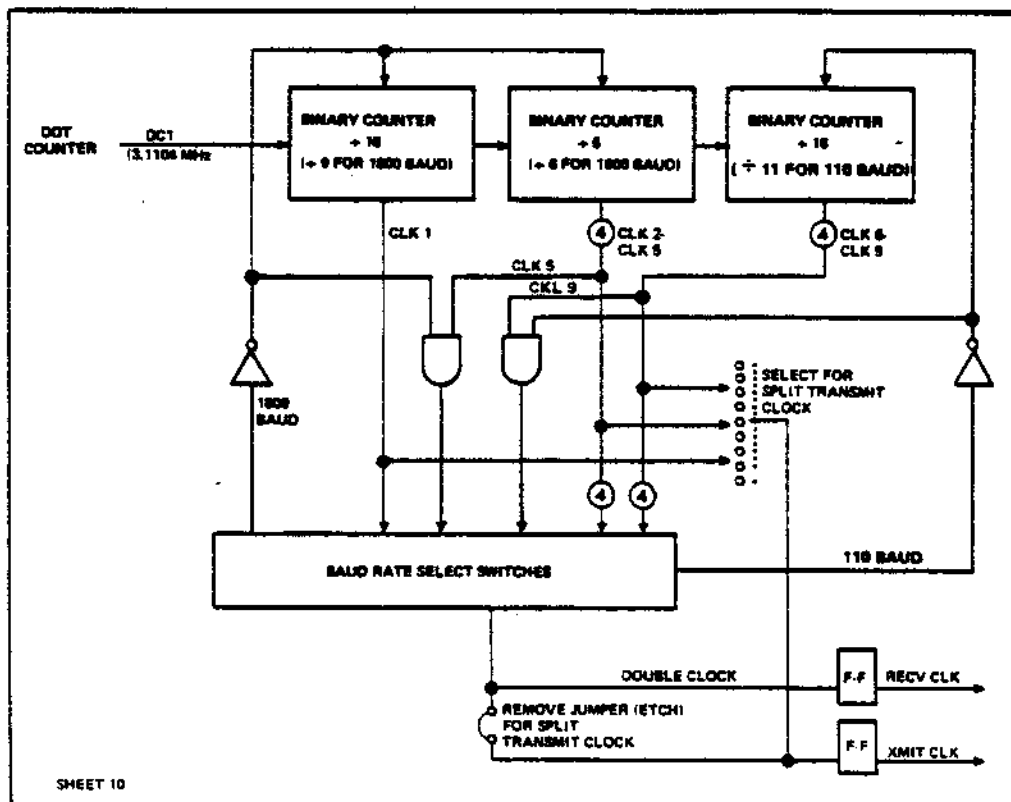 BINARY COUNTER
÷ 16
(÷ 9 FOR 1800 BAUD)
BINARY COUNTER
÷ 6
(÷ 6 FOR 1800 BAUD)
BINARY COUNTER
÷ 16
( ÷ 11 FOR 110 BAUD)
DOT
COUNTER
DCT
(3.1104 MHz
CLK 1
4
CLK 2-
CLK 5
4
CLK 6-
CLK 9
CLK 5
CKL 9
1800
BAUD
SELECT FOR
SPLIT TRANSMIT
CLOCK
4
4
BAUD RATE SELECT SWITCHES
110 BAUD
DOUBLE CLOCK
F-F
RECV CLK
REMOVE JUMPER (ETCH)
FOR SPLIT
TRANSMIT CLOCK
F-F
XMIT CLK
SHEET 10